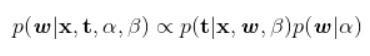 p(w|x, t, α, β) ∝ p(t|x, w, β)p(w|α)